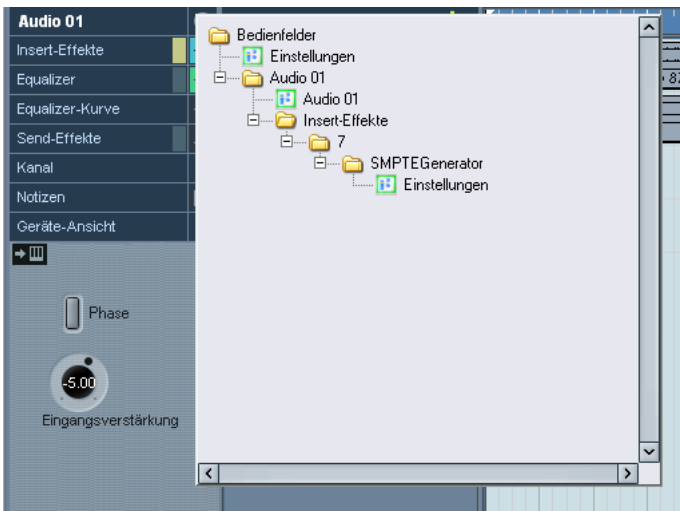 Audio 01
Insert-Effekte
Equalizer
Equalizer-Kurve
Send-Effekte
Kanal
Notizen
Geräte-Ansicht
Phase
-5.00
Eingangsverstärkung
Bedienfelder
Einstellungen
Audio 01
Audio 01
Insert-Effekte
7
SMPTEGenerator
Einstellungen